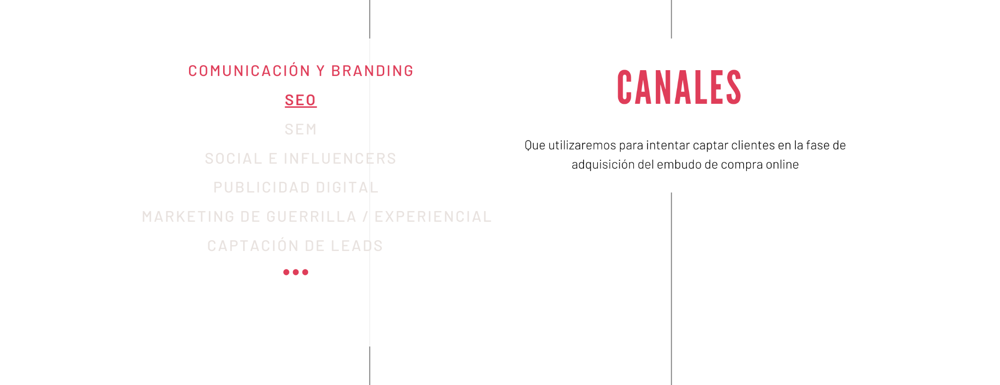 COMUNICACIÓN Y BRANDING
SEO
SEM
SOCIAL E INFLUENCERS
PUBLICIDAD DIGITAL
MARKETING DE GUERRILLA / EXPERIENCIAL
CAPTACIÓN DE LEADS
•••
CANALES
Que utilizaremos para intentar captar clientes en la fase de
adquisición del embudo de compra online